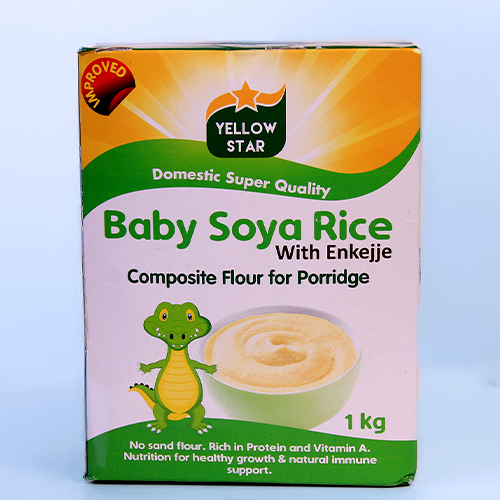 IMPROVED
YELLOW
STAR
Domestic Super Quality
Baby Soya Rice
With Enkejje
Composite Flour for Porridge
1 kg
No sand flour. Rich in Protein and Vitamin A.
Nutrition for healthy growth & natural immune
support.